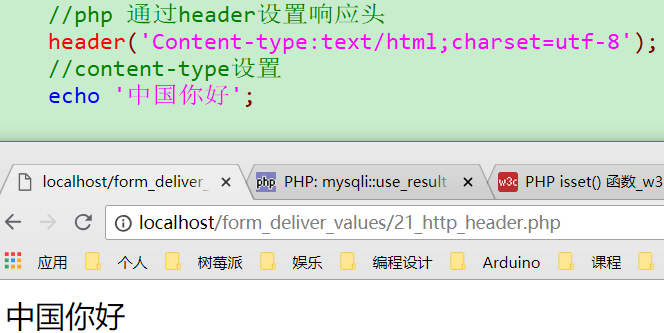 //php 通过header设置响应头
header('Content-type:text/html;charset=utf-8');
//content-type设置
echo '中国你好';
localhost/form_deliver_ × php PHP: mysqli::use_result × w3c PHP isset() 函数_w3
localhost/form_deliver_values/21_http_header.php
应用 个人 树莓派 娱乐 编程设计 Arduino 课程
中国你好